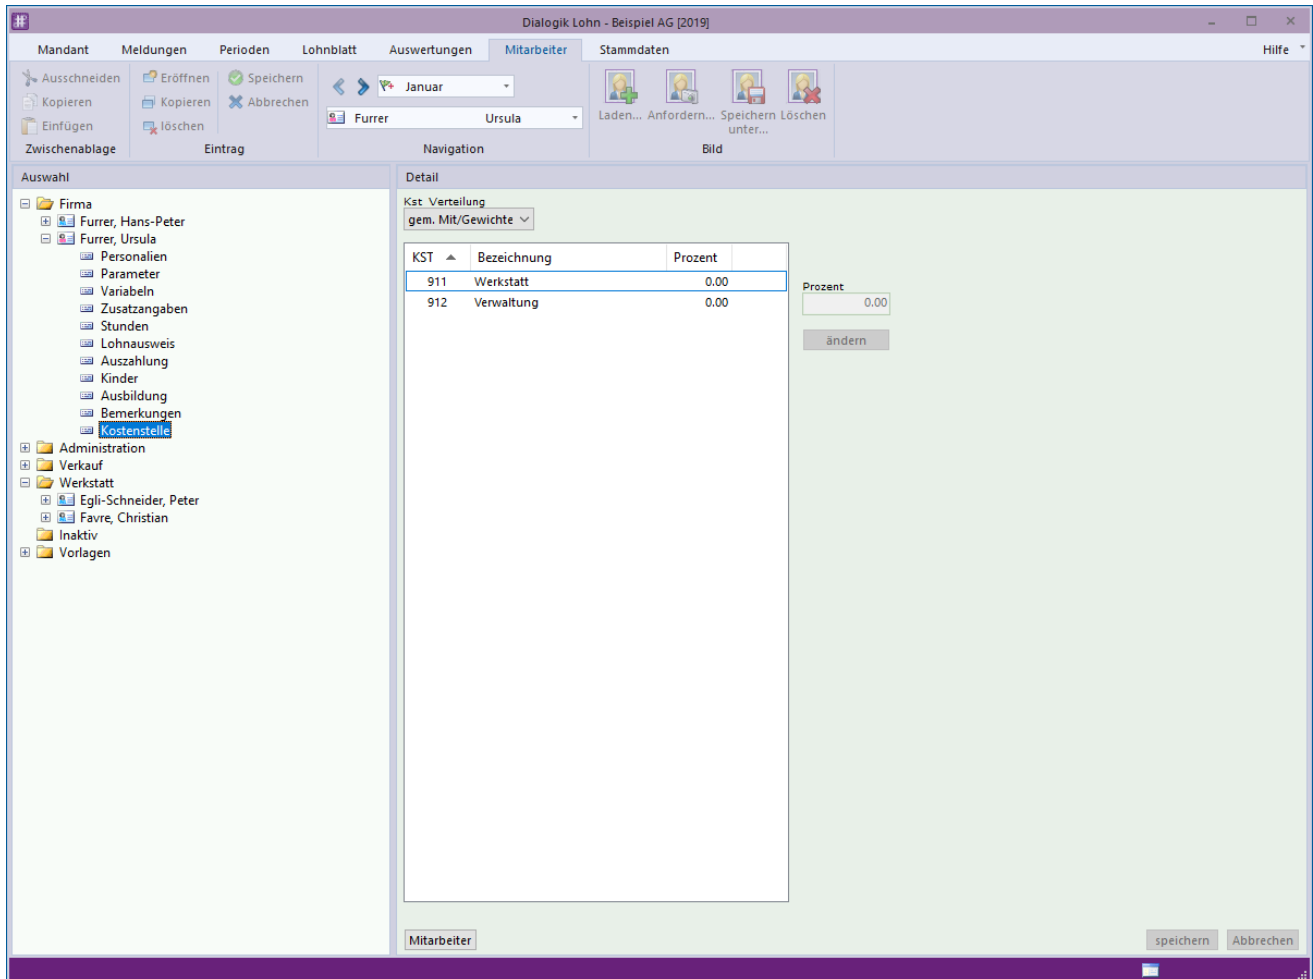 Dialogik Lohn - Beispiel AG [2019]
Mandant Meldungen Perioden Lohnblatt Auswertungen Mitarbeiter Stammdaten Hilfe
Ausschneiden
Kopieren
Einfügen
Zwischenablage
Eröffnen
Kopieren
löschen
Speichern
Abbrechen
Eintrag
Januar
Furrer Ursula
Navigation
Laden... Anfordern... Speichern unter... Löschen
Bild
Auswahl
Firma
Furrer, Hans-Peter
Furrer, Ursula
Personalien
Parameter
Variabeln
Zusatzangaben
Stunden
Lohnausweis
Auszahlung
Kinder
Ausbildung
Bemerkungen
Kostenstelle
Administration
Verkauf
Werkstatt
Egli-Schneider, Peter
Favre, Christian
Inaktiv
Vorlagen
Detail
Kst Verteilung
gem. Mit/Gewichte
KST Bezeichnung Prozent
911 Werkstatt 0.00
912 Verwaltung 0.00
Prozent
0.00
ändern
Mitarbeiter
speichern Abbrechen